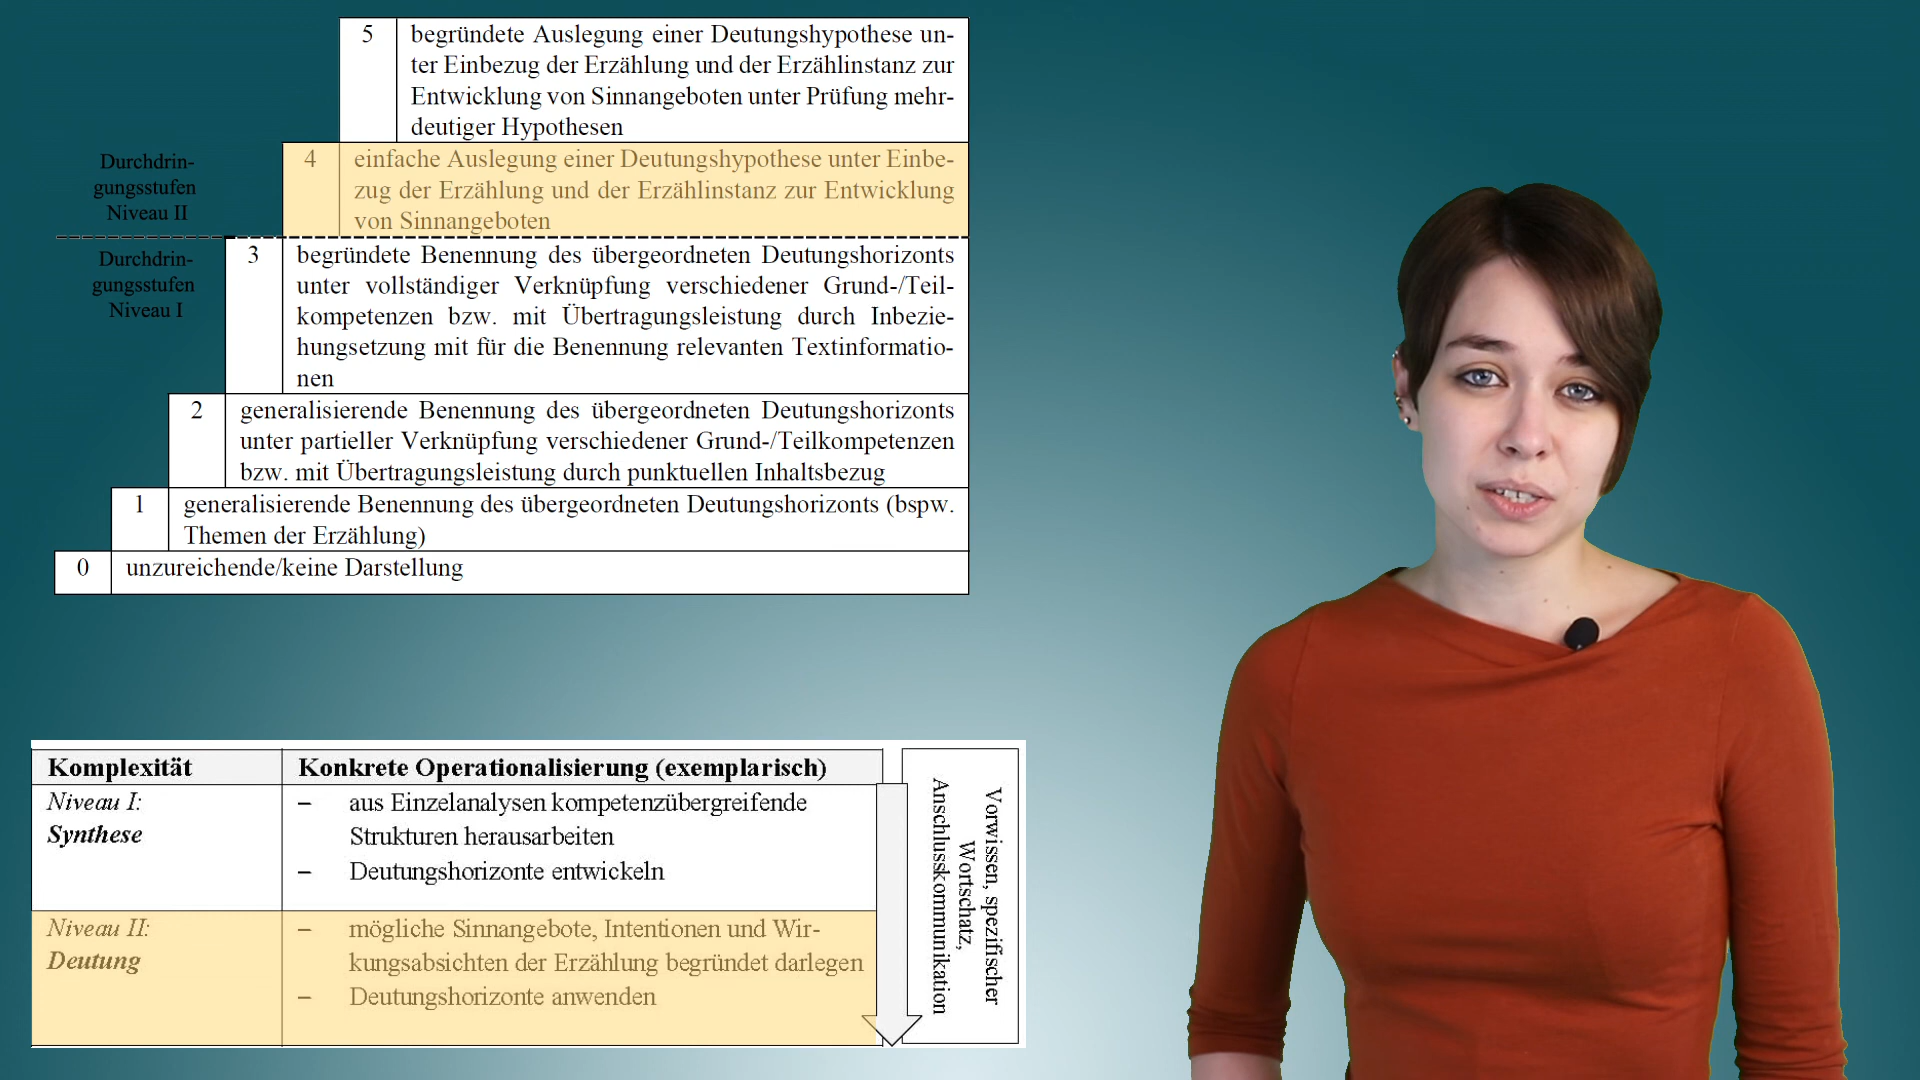 5 begründete Auslegung einer Deutungshypothese un-
ter Einbezug der Erzählung und der Erzählinstanz zur
Entwicklung von Sinnangeboten unter Prüfung mehr-
deutiger Hypothesen
Durchdrin-
gungsstufen
Niveau II
4 einfache Auslegung einer Deutungshypothese unter Einbe-
zug der Erzählung und der Erzählinstanz zur Entwicklung
von Sinnangeboten
Durchdrin-
gungsstufen
Niveau I
3 begründete Benennung des übergeordneten Deutungshorizonts
unter vollständiger Verknüpfung verschiedener Grund-/Teil-
kompetenzen bzw. mit Übertragungsleistung durch Inbezie-
hungsetzung mit für die Benennung relevanten Textinformatio-
nen
2 generalisierende Benennung des übergeordneten Deutungshorizonts
unter partieller Verknüpfung verschiedener Grund-/Teilkompetenzen
bzw. mit Übertragungsleistung durch punktuellen Inhaltsbezug
1 generalisierende Benennung des übergeordneten Deutungshorizonts (bspw.
Themen der Erzählung)
0 unzureichende/keine Darstellung
Komplexität Konkrete Operationalisierung (exemplarisch)
Niveau I:
Synthese
– aus Einzelanalysen kompetenzübergreifende
Strukturen herausarbeiten
– Deutungshorizonte entwickeln
Niveau II:
Deutung
– mögliche Sinnangebote, Intentionen und Wir-
kungsabsichten der Erzählung begründet darlegen
– Deutungshorizonte anwenden
Vorwissen, spezifischer
Wortschatz,
Anschlusskommunikation